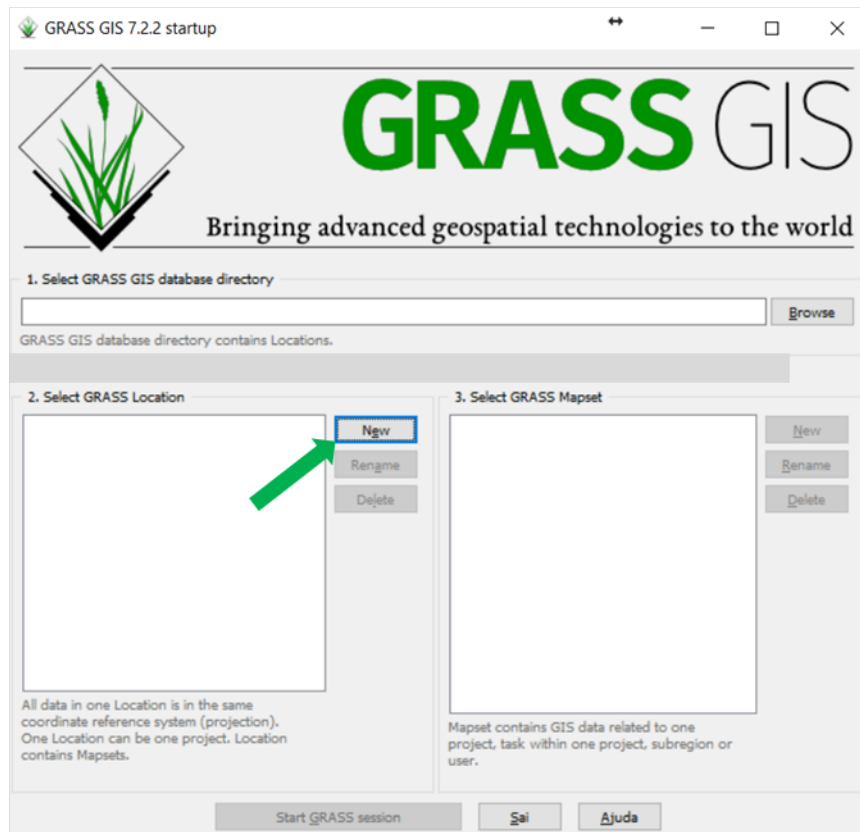 GRASS GIS 7.2.2 startup
GRASS GIS
Bringing advanced geospatial technologies to the world
1. Select GRASS GIS database directory
Browse
GRASS GIS database directory contains Locations.
2. Select GRASS Location
New
Rename
Delete
All data in one Location is in the same
coordinate reference system (projection).
One Location can be one project. Location
contains Mapsets.
3. Select GRASS Mapset
New
Rename
Delete
Mapset contains GIS data related to one
project, task within one project, subregion or
user.
Start GRASS session
Sai
Ajuda